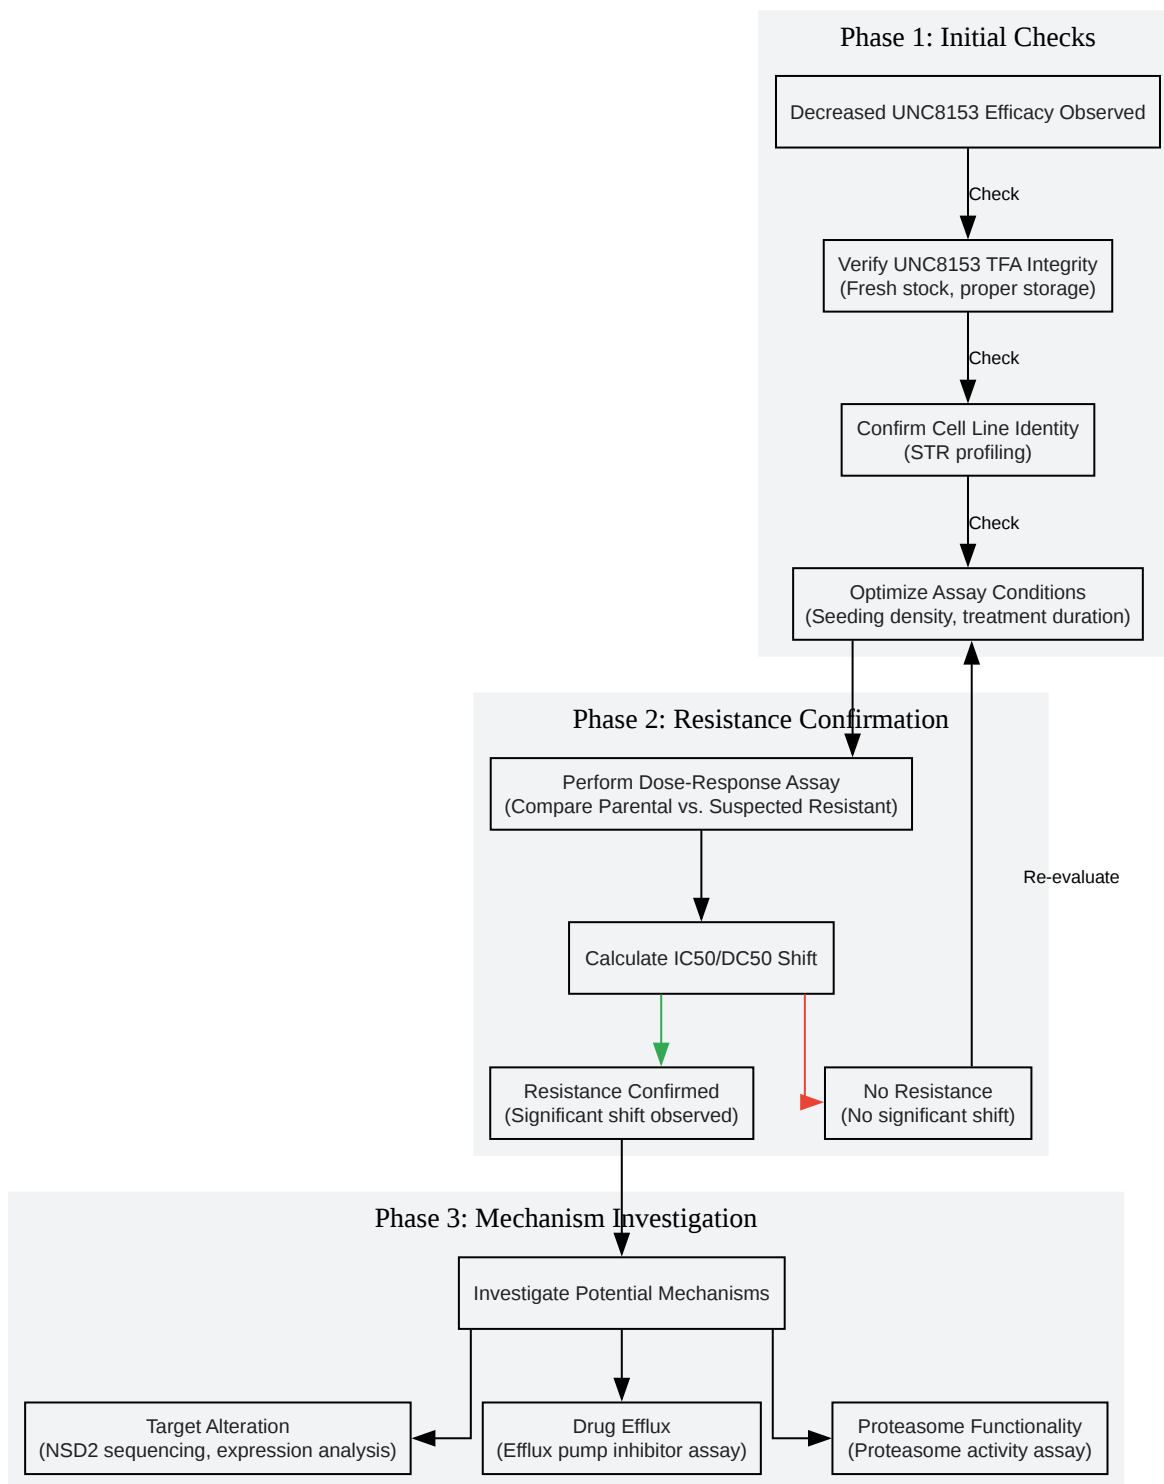 Phase 1: Initial Checks
Decreased UNC8153 Efficacy Observed
Check
Verify UNC8153 TFA Integrity
(Fresh stock, proper storage)
Check
Confirm Cell Line Identity
(STR profiling)
Check
Optimize Assay Conditions
(Seeding density, treatment duration)
Phase 2: Resistance Confirmation
Perform Dose-Response Assay
(Compare Parental vs. Suspected Resistant)
Re-evaluate
Calculate IC50/DC50 Shift
Resistance Confirmed
(Significant shift observed)
No Resistance
(No significant shift)
Phase 3: Mechanism Investigation
Investigate Potential Mechanisms
Target Alteration
(NSD2 sequencing, expression analysis)
Drug Efflux
(Efflux pump inhibitor assay)
Proteasome Functionality
(Proteasome activity assay)